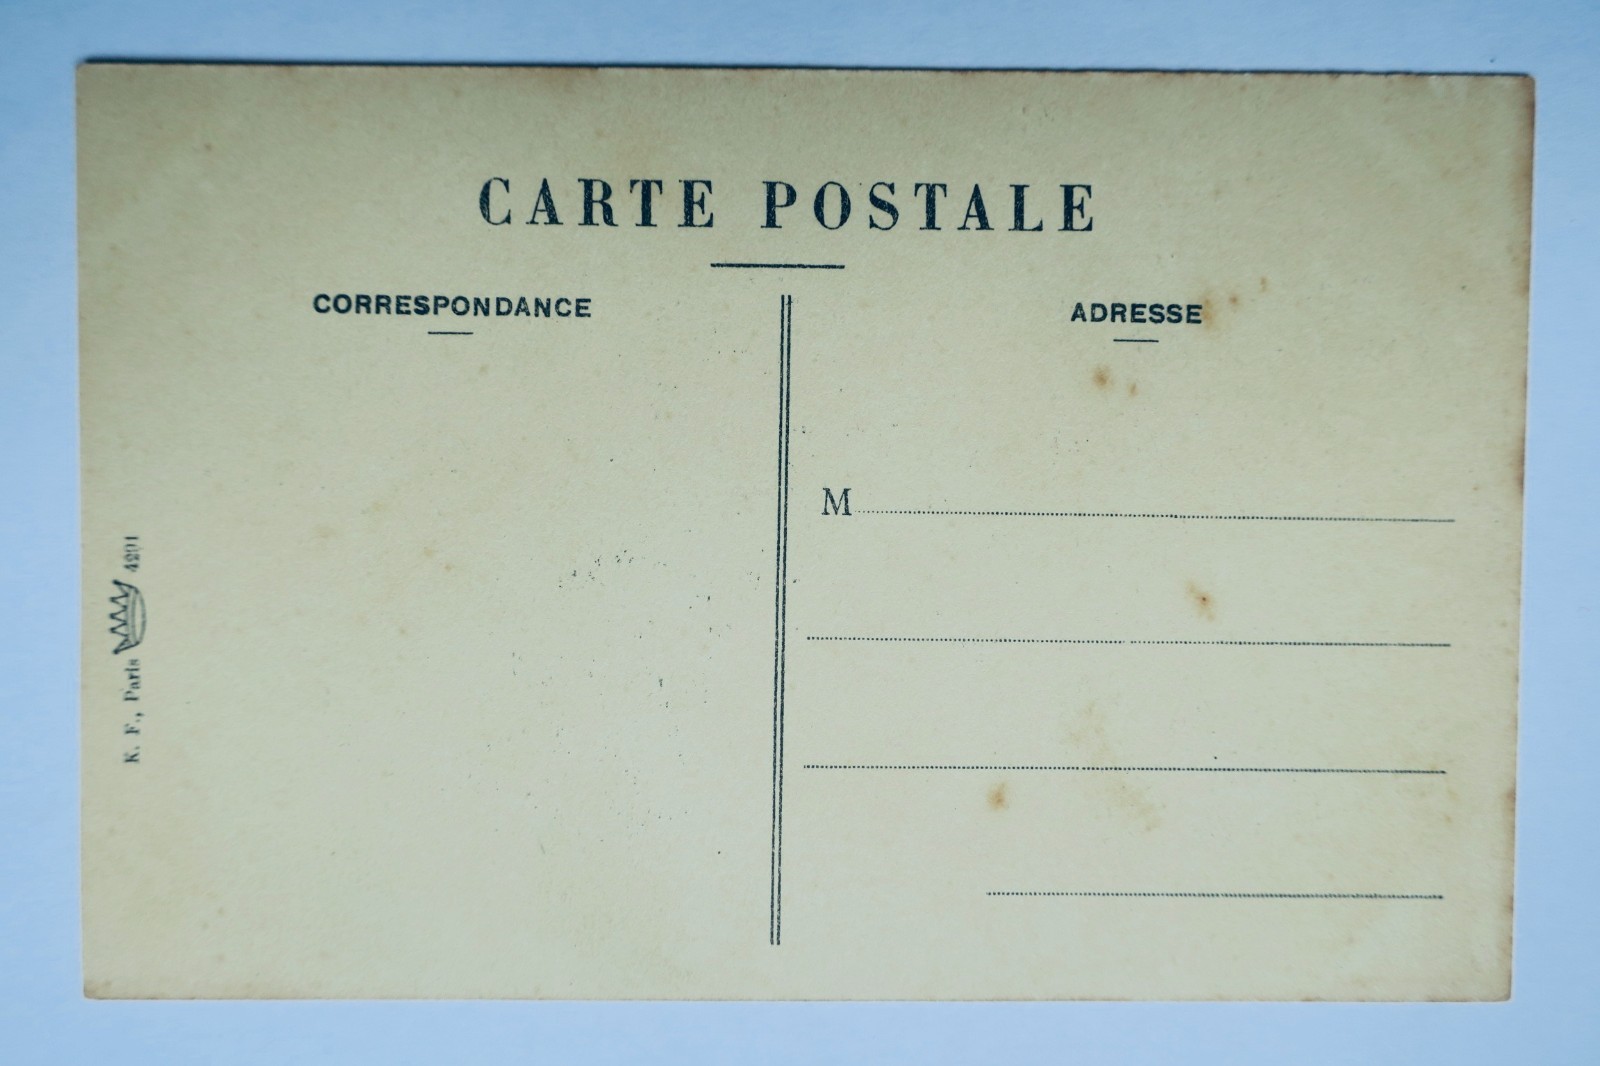 CARTE POSTALE
CORRESPONDANCE
ADRESSE
M
K. F., Paris 4291